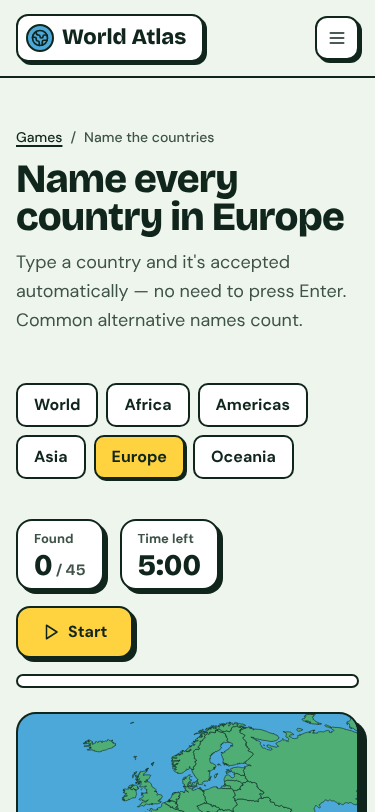 World Atlas
Games / Name the countries
Name every
country in Europe
Type a country and it's accepted
automatically — no need to press Enter.
Common alternative names count.
World Africa Americas
Asia Europe Oceania
Found Time left
0 / 45 5:00
Start